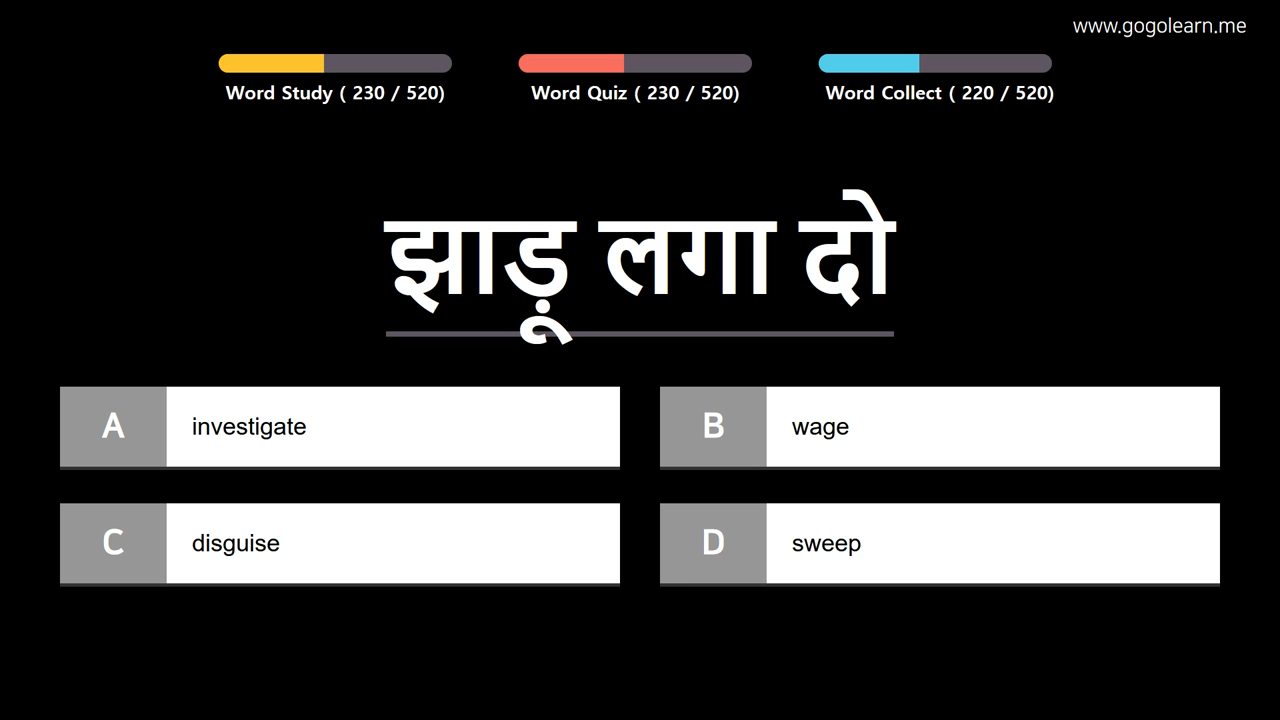 www.gogolearn.me
Word Study ( 230 / 520)
Word Quiz ( 230 / 520)
Word Collect ( 220 / 520)
झाड़ू लगा दो
A investigate
B wage
C disguise
D sweep